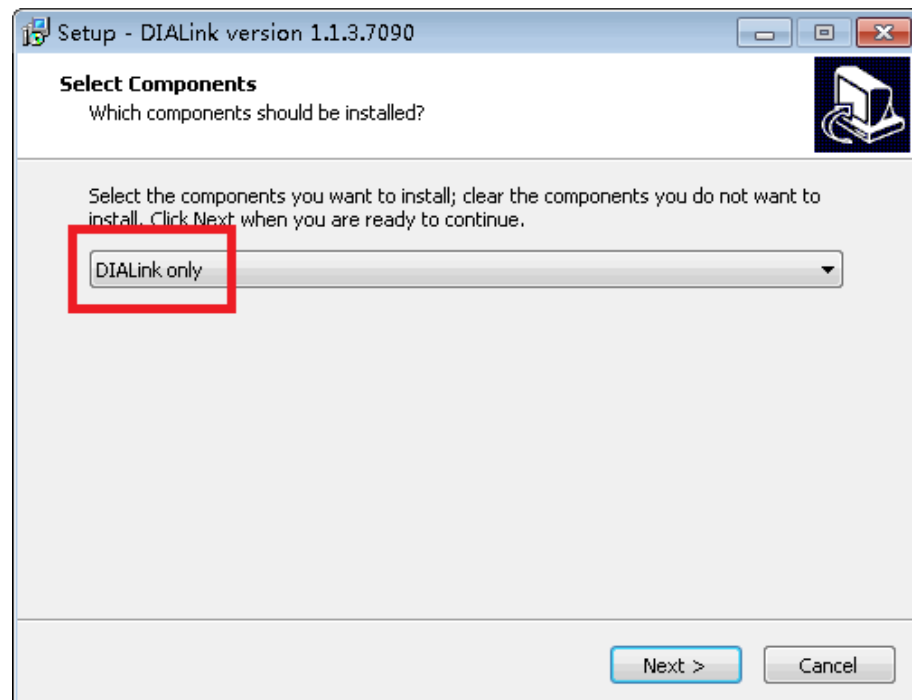 Setup - DIALink version 1.1.3.7090
Select Components
Which components should be installed?
Select the components you want to install; clear the components you do not want to
install. Click Next when you are ready to continue.
DIALink only
Next >
Cancel